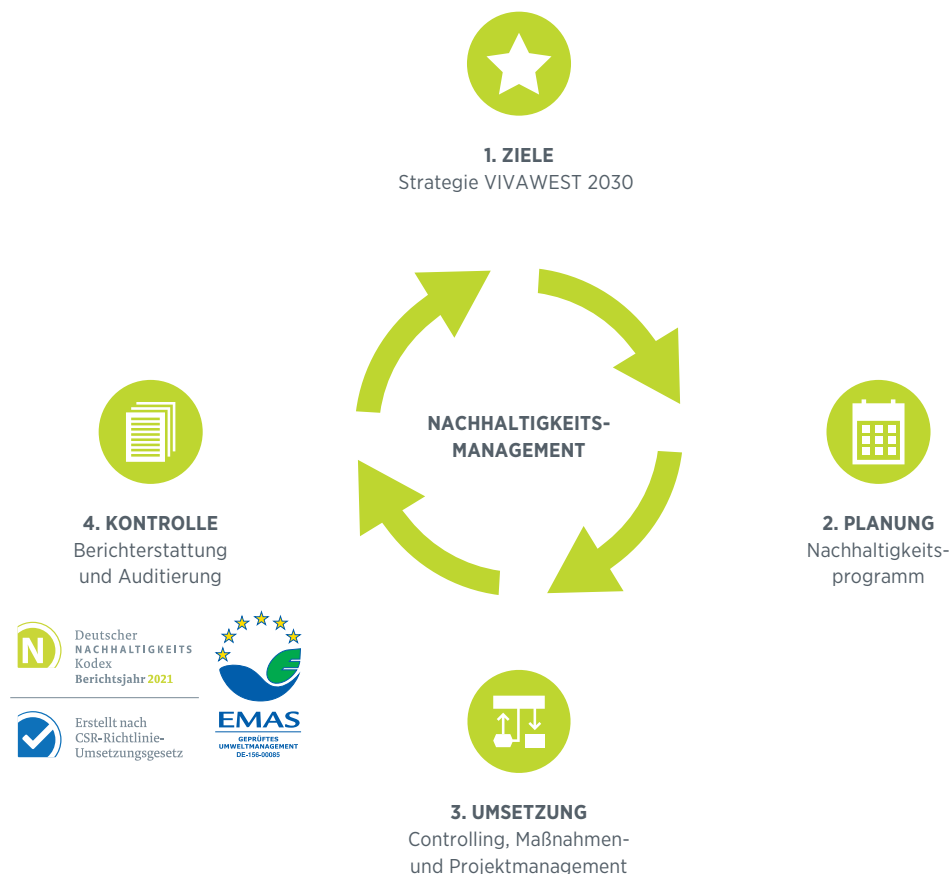 1. ZIELE
Strategie VIVAWEST 2030
NACHHALTIGKEITS-
MANAGEMENT
2. PLANUNG
Nachhaltigkeits-
programm
3. UMSETZUNG
Controlling, Maßnahmen-
und Projektmanagement
4. KONTROLLE
Berichterstattung
und Auditierung
N
Deutscher
NACHHALTIGKEITS
Kodex
Berichtsjahr 2021
Erstellt nach
CSR-Richtlinie-
Umsetzungsgesetz
EMAS
GEPRÜFTES
UMWELTMANAGEMENT
DE-156-00085